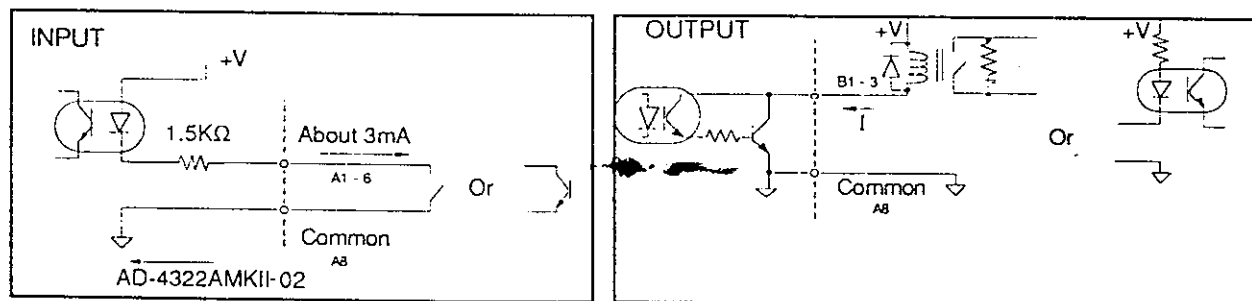 INPUT
+V
1.5KΩ
About 3mA
A1 - 6
Or
Common
A8
AD-4322AMKII-02
OUTPUT
+V
B1 - 3
I
Or
Common
A8
+V